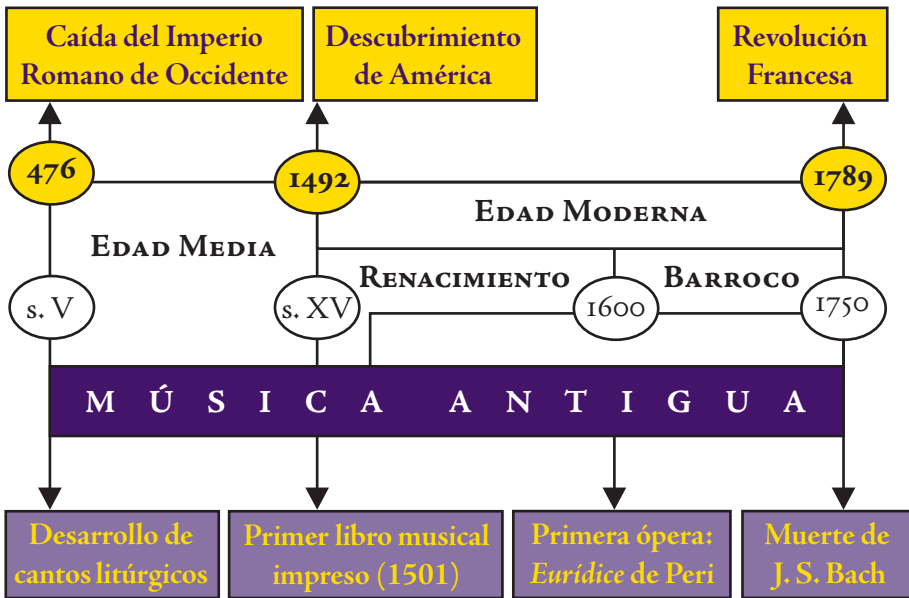 Caída del Imperio
Romano de Occidente
Descubrimiento
de América
Revolución
Francesa
476
1492
1789
Edad Moderna
Edad Media
Renacimiento
Barroco
s. V
s. XV
1600
1750
MÚSICA ANTIGUA
Desarrollo de
cantos litúrgicos
Primer libro musical
impreso (1501)
Primera ópera:
Eurídice de Peri
Muerte de
J. S. Bach